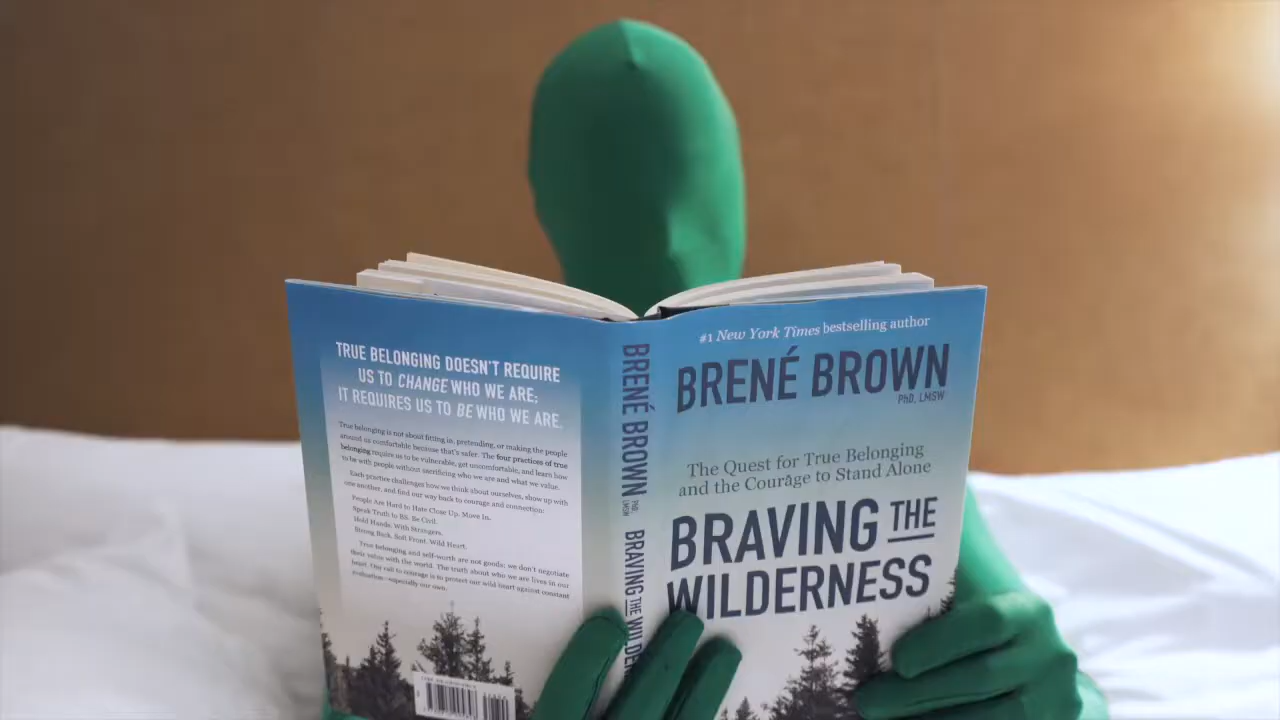 TRUE BELONGING DOESN'T REQUIRE
US TO CHANGE WHO WE ARE;
IT REQUIRES US TO BE WHO WE ARE.
True belonging is not about fitting in, pretending, or making the people
around us comfortable because that's safer. The four practices of true
belonging require us to be vulnerable, get uncomfortable, and learn how
to be with people without sacrificing who we are and what we value.
Each practice challenges how we think about ourselves, show up with
one another, and find our way back to courage and connection:
People Are Hard to Hate Close Up. Move In.
Speak Truth to BS. Be Civil.
Hold Hands. With Strangers.
Strong Back. Soft Front. Wild Heart.
True belonging and self-worth are not goods; we don't negotiate
their value with the world. The truth about who we are lives in our
heart. Our call to courage is to protect our wild heart against constant
evaluation—especially our own.
BRENÉ BROWN PhD, LMSW BRAVING THE WILDE
#1 New York Times bestselling author
BRENÉ BROWN
PhD, LMSW
The Quest for True Belonging
and the Courage to Stand Alone
BRAVING THE
WILDERNESS